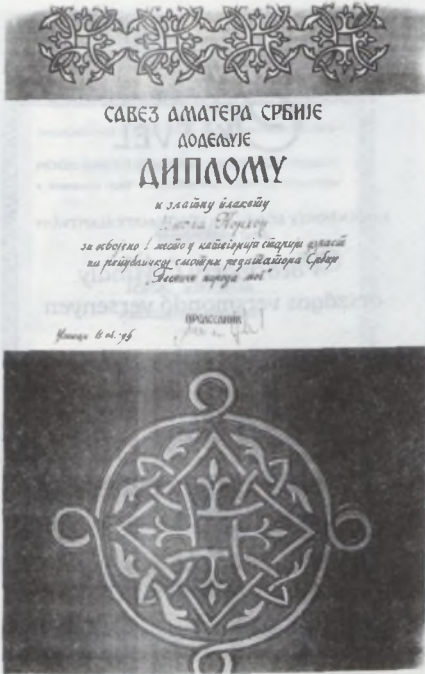 САВЕЗ АМАТЕРА СРБИЈЕ
ДОДЕЉУЈЕ
ДИПЛОМУ
и златну плакету
за освојено I место у категорији старији узраст
на републичкој смотри рецитатора Србије
"Песниче народа мог"
ПРЕДСЕДНИК